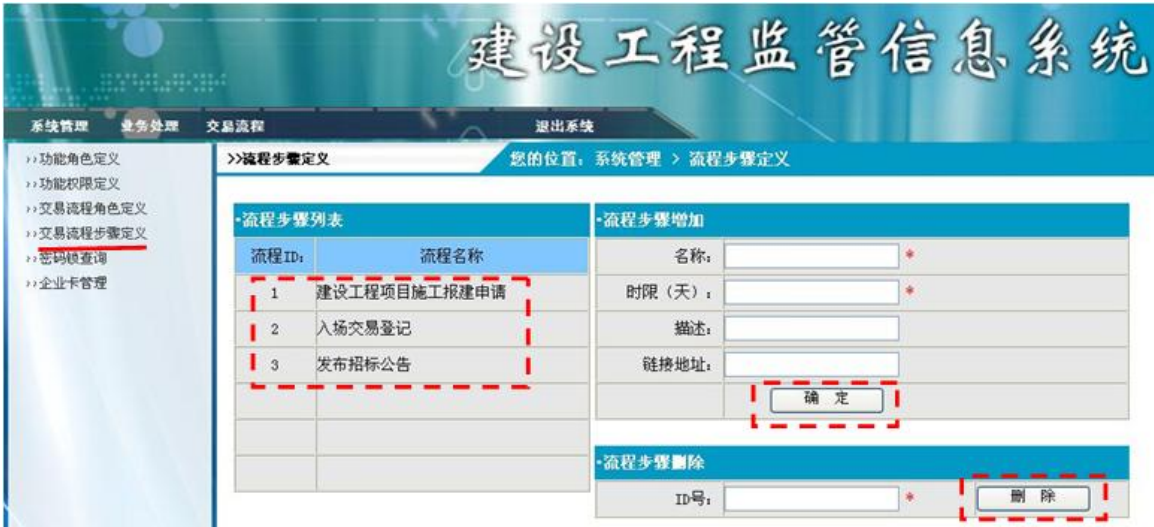 建设工程监管信息系统
系统管理 业务处理 交易流程 退出系统
››功能角色定义
››功能权限定义
››交易流程角色定义
››交易流程步骤定义
››密码锁查询
››企业卡管理
>>流程步骤定义
您的位置：系统管理 > 流程步骤定义
·流程步骤列表
流程ID： 流程名称
1 建设工程项目施工报建申请
2 入场交易登记
3 发布招标公告
·流程步骤增加
名称： *
时限（天）： *
描述：
链接地址：
确 定
·流程步骤删除
ID号： * 删 除